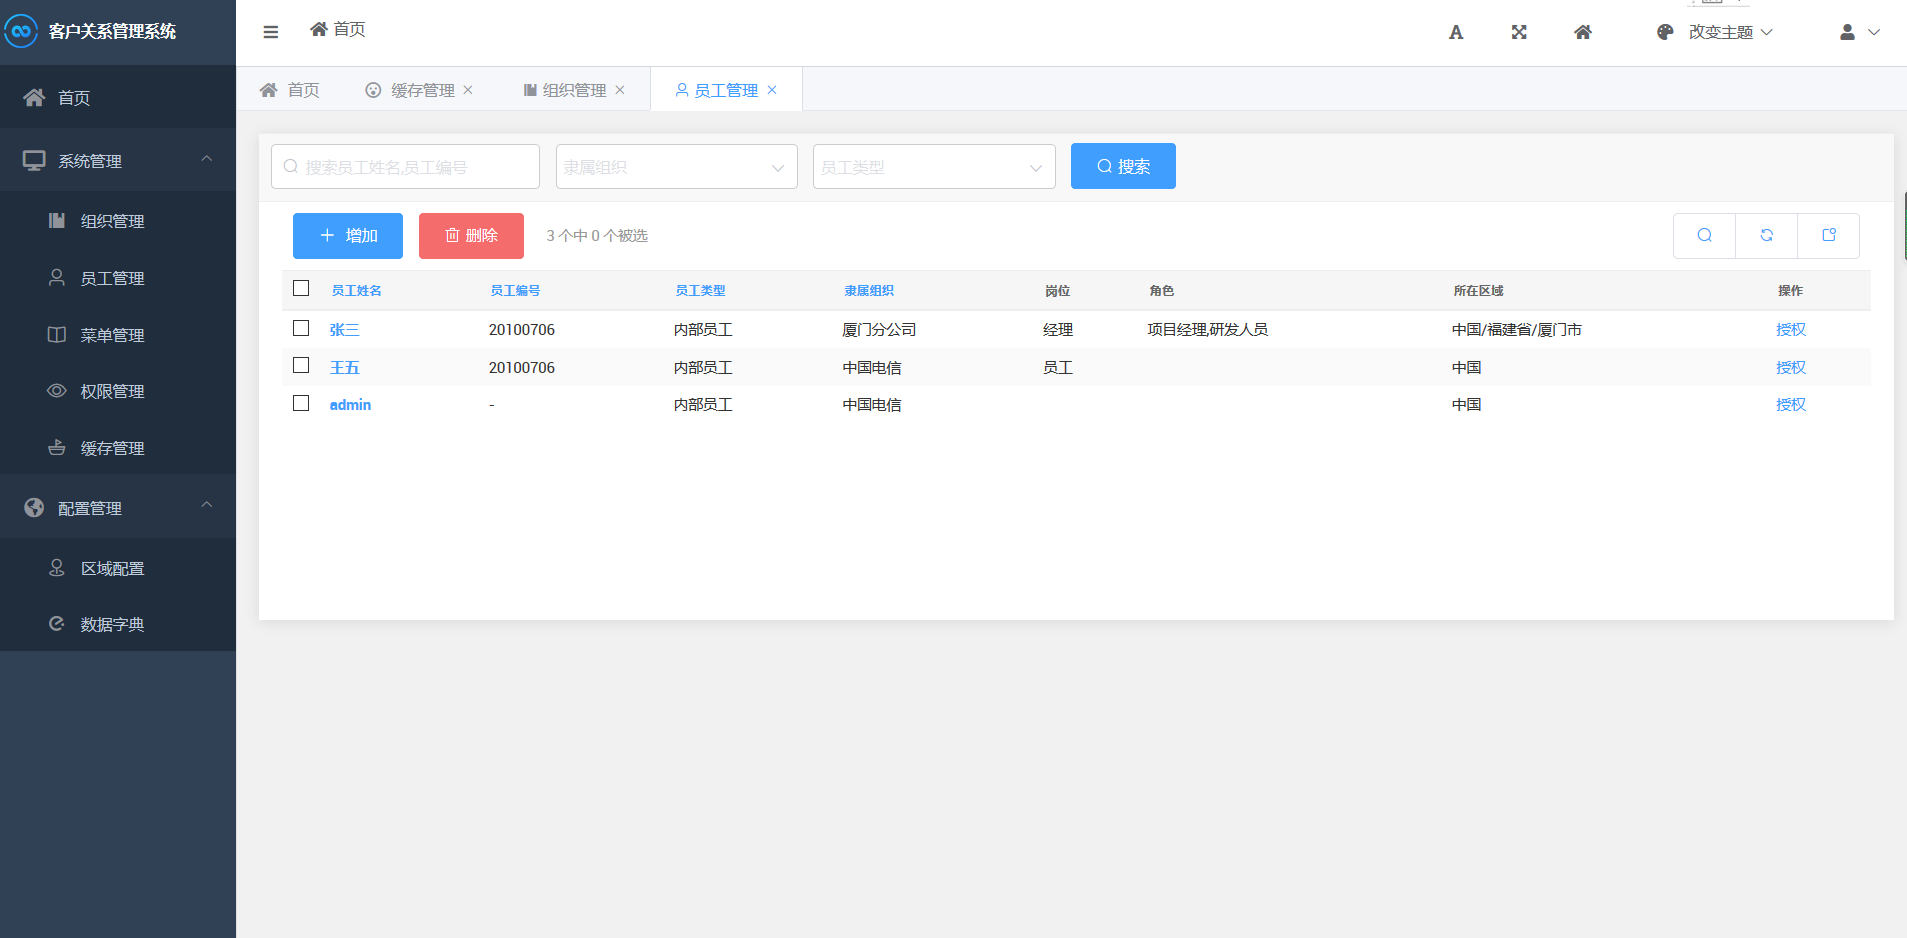 客户关系管理系统
首页
改变主题
首页
系统管理
组织管理
员工管理
菜单管理
权限管理
缓存管理
配置管理
区域配置
数据字典
首页
缓存管理
组织管理
员工管理
搜索员工姓名,员工编号
隶属组织
员工类型
搜索
增加
删除
3 个中 0 个被选
员工姓名 员工编号 员工类型 隶属组织 岗位 角色 所在区域 操作
张三 20100706 内部员工 厦门分公司 经理 项目经理,研发人员 中国/福建省/厦门市 授权
王五 20100706 内部员工 中国电信 员工 中国 授权
admin - 内部员工 中国电信 中国 授权